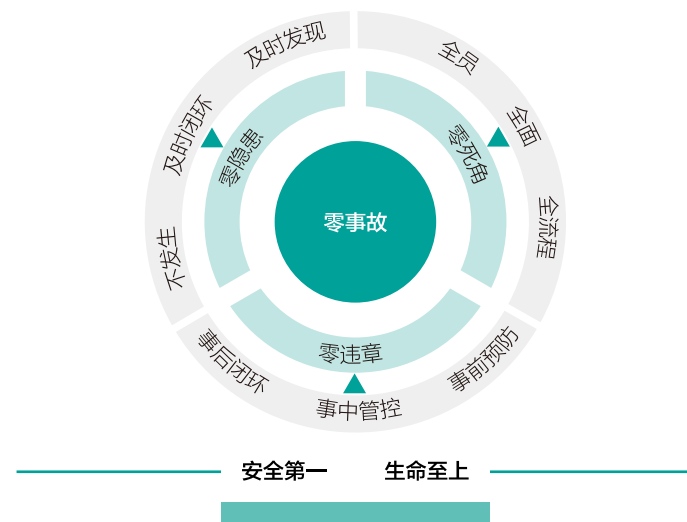 及时发现
及时闭环
不发生
全员
全面
全流程
事后闭环
事中管控
事前预防
零隐患
零死角
零违章
零事故
安全第一 生命至上